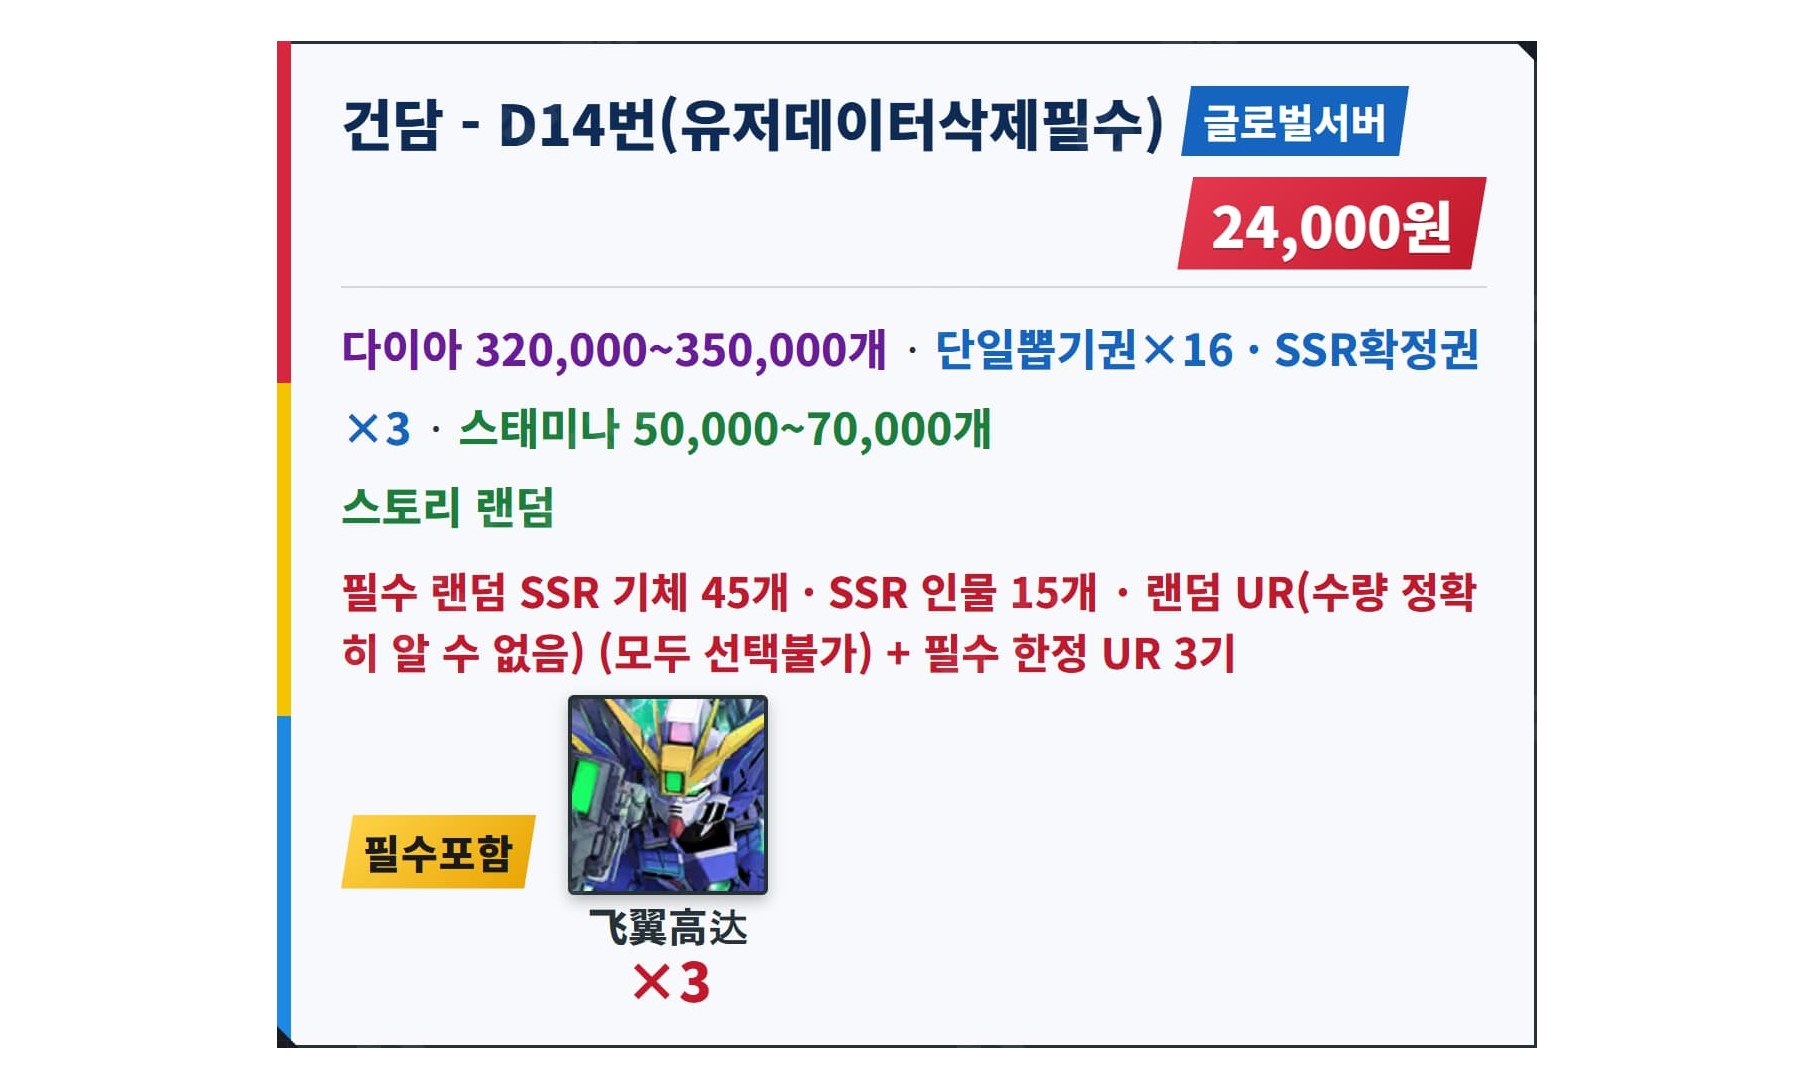 건담 - D14번(유저데이터삭제필수) 글로벌서버
24,000원
다이아 320,000~350,000개 · 단일뽑기권×16 · SSR확정권
×3 · 스태미나 50,000~70,000개
스토리 랜덤
필수 랜덤 SSR 기체 45개 · SSR 인물 15개 · 랜덤 UR(수량 정확
히 알 수 없음) (모두 선택불가) + 필수 한정 UR 3기
필수포함
飞翼高达
×3